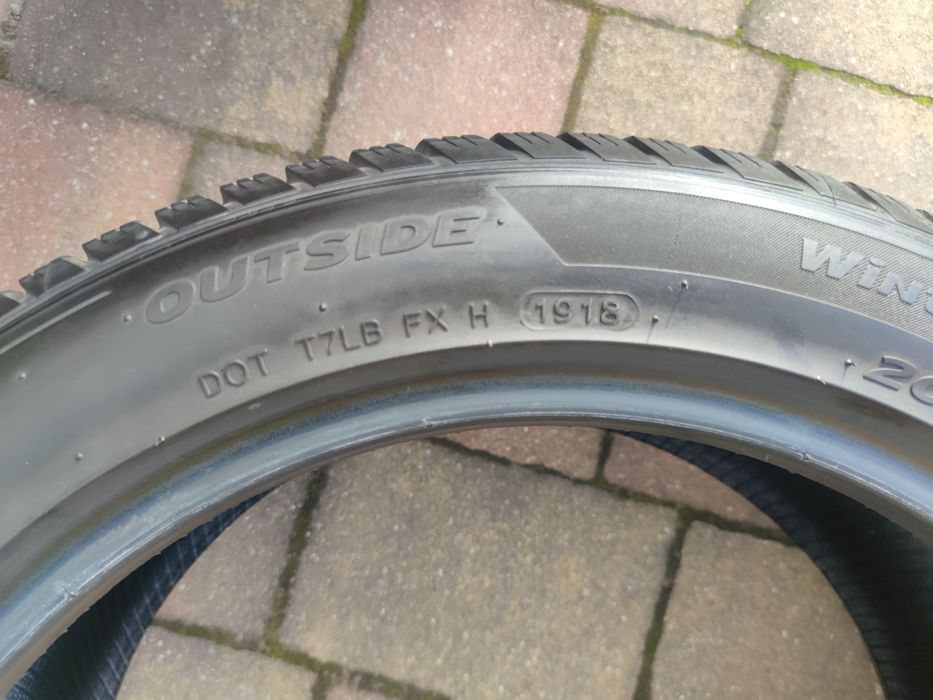 OUTSIDE
DOT T7LB FX H 1918